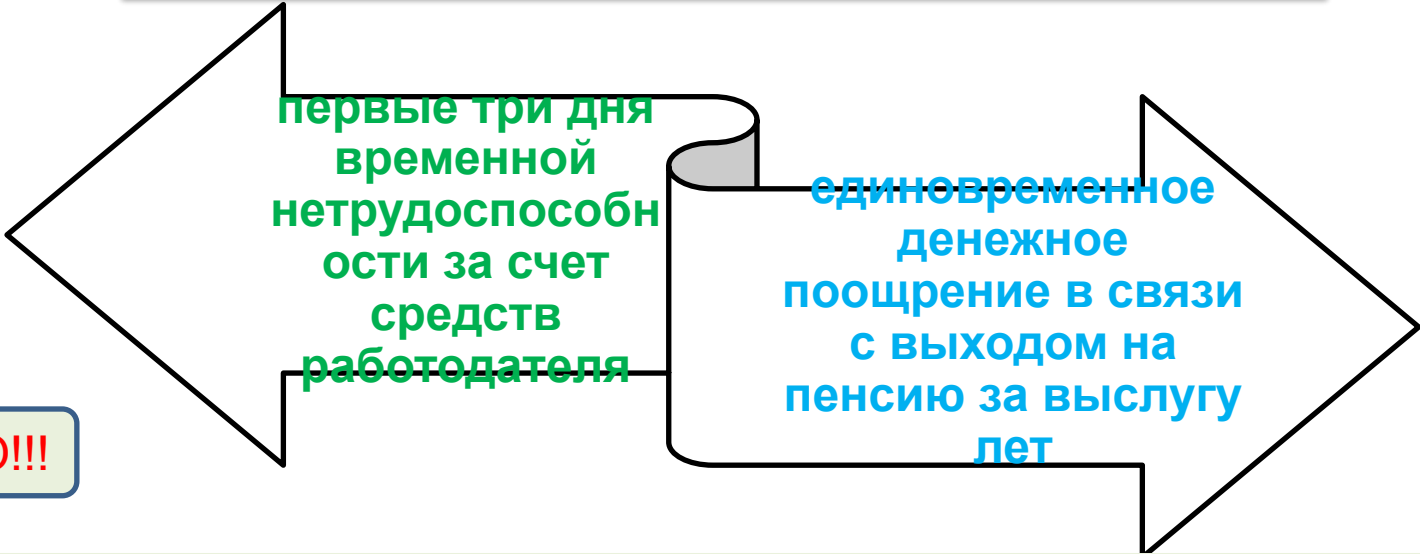 первые три дня
временной
нетрудоспособн
ости за счет
средств
работодателя
единовременное
денежное
поощрение в связи
с выходом на
пенсию за выслугу
лет
!!!